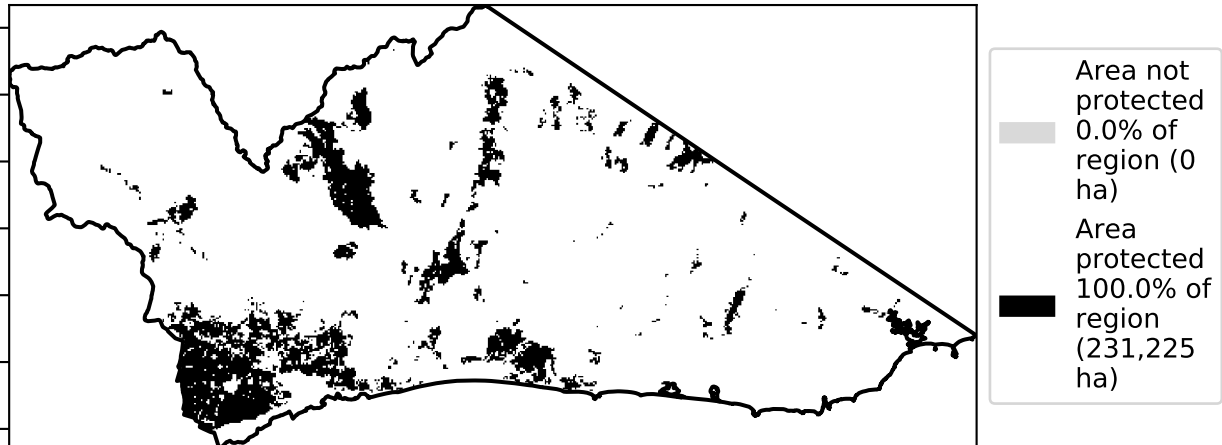 Area not
protected
0.0% of
region (0
ha)
Area
protected
100.0% of
region
(231,225
ha)